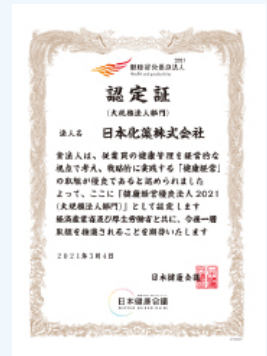 2021
健康経営優良法人
Health and productivity
認定証
(大規模法人部門)
法人名 日本化薬株式会社
貴法人は、従業員の健康管理を経営的な
視点で考え、戦略的に実践する「健康経営」
の取組が優良であると認められました
よって、ここに「健康経営優良法人2021
(大規模法人部門)」として認定します
経済産業省及び厚生労働省と共に、今後一層
取組を推進されることを期待いたします
2021年3月4日
日本健康会議
日本健康会議